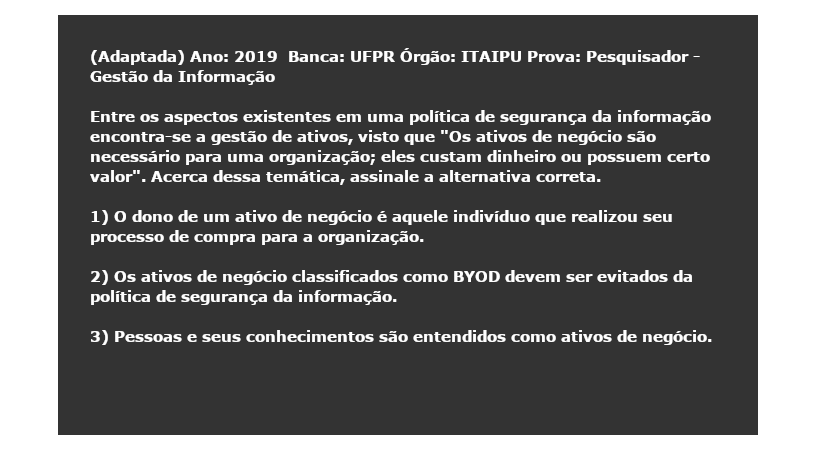 (Adaptada) Ano: 2019  Banca: UFPR Órgão: ITAIPU Prova: Pesquisador -
Gestão da Informação
Entre os aspectos existentes em uma política de segurança da informação
encontra-se a gestão de ativos, visto que "Os ativos de negócio são
necessário para uma organização; eles custam dinheiro ou possuem certo
valor". Acerca dessa temática, assinale a alternativa correta.
1) O dono de um ativo de negócio é aquele indivíduo que realizou seu
processo de compra para a organização.
2) Os ativos de negócio classificados como BYOD devem ser evitados da
política de segurança da informação.
3) Pessoas e seus conhecimentos são entendidos como ativos de negócio.